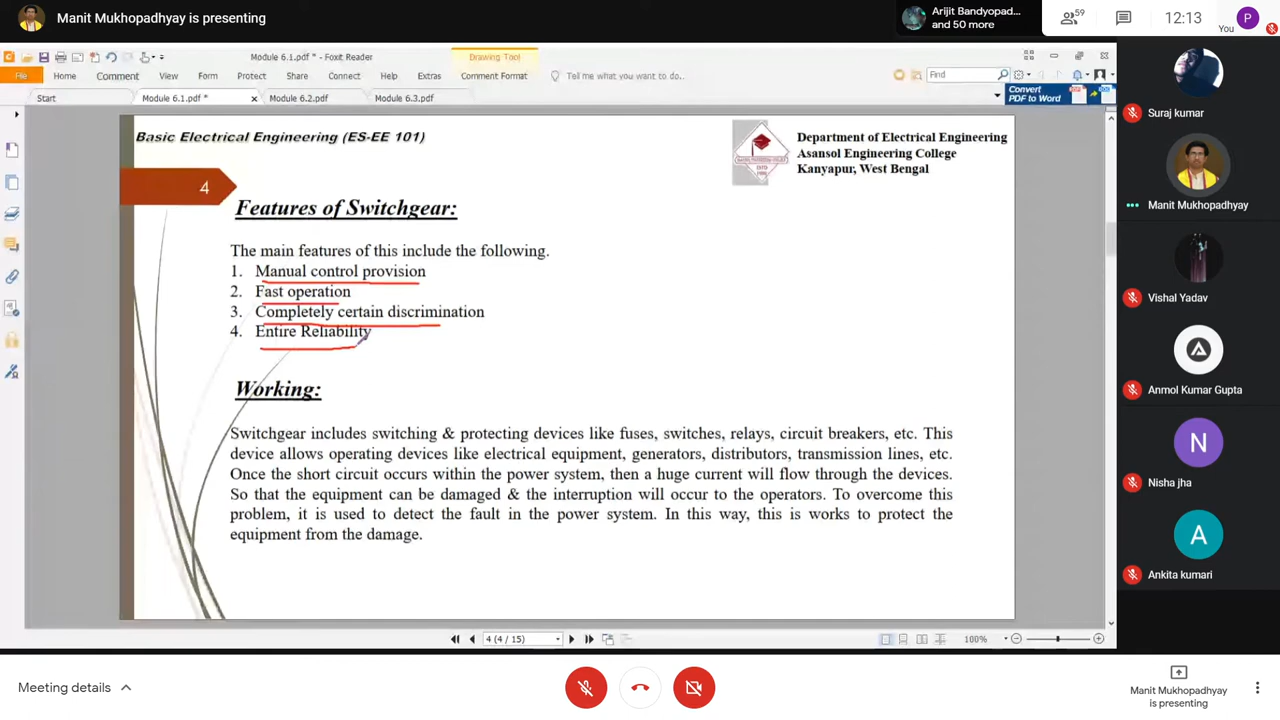 Manit Mukhopadhyay is presenting
Arijit Bandyopad...
and 50 more
59
12:13
You
P
Module 6.1.pdf * - Foxit Reader
Drawing Tool
File
Home
Comment
View
Form
Protect
Share
Connect
Help
Extras
Comment Format
Tell me what you want to do..
Find
Start
Module 6.1.pdf *
Module 6.2.pdf
Module 6.3.pdf
Convert
PDF to Word
Basic Electrical Engineering (ES-EE 101)
Department of Electrical Engineering
Asansol Engineering College
Kanyapur, West Bengal
4
Features of Switchgear:
The main features of this include the following.
1. Manual control provision
2. Fast operation
3. Completely certain discrimination
4. Entire Reliability
Working:
Switchgear includes switching & protecting devices like fuses, switches, relays, circuit breakers, etc. This
device allows operating devices like electrical equipment, generators, distributors, transmission lines, etc.
Once the short circuit occurs within the power system, then a huge current will flow through the devices.
So that the equipment can be damaged & the interruption will occur to the operators. To overcome this
problem, it is used to detect the fault in the power system. In this way, this is works to protect the
equipment from the damage.
4 (4 / 15)
100%
Suraj kumar
Manit Mukhopadhyay
Vishal Yadav
Anmol Kumar Gupta
N
Nisha jha
A
Ankita kumari
Meeting details
Manit Mukhopadhyay
is presenting